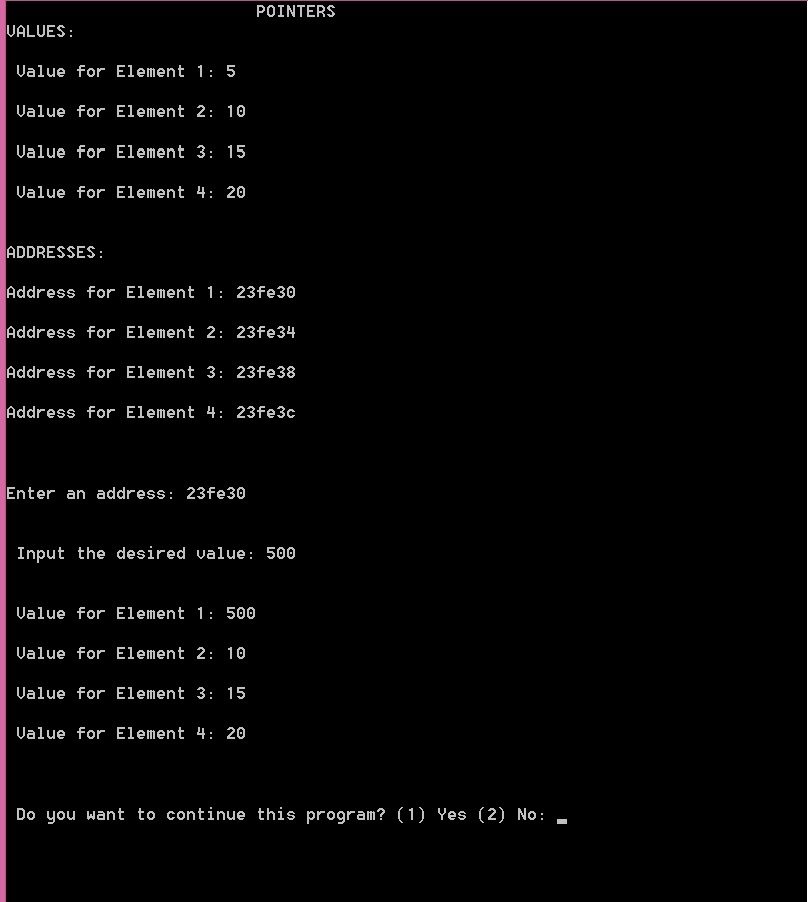 POINTERS
VALUES:
Value for Element 1: 5
Value for Element 2: 10
Value for Element 3: 15
Value for Element 4: 20
ADDRESSES:
Address for Element 1: 23fe30
Address for Element 2: 23fe34
Address for Element 3: 23fe38
Address for Element 4: 23fe3c
Enter an address: 23fe30
Input the desired value: 500
Value for Element 1: 500
Value for Element 2: 10
Value for Element 3: 15
Value for Element 4: 20
Do you want to continue this program? (1) Yes (2) No: _